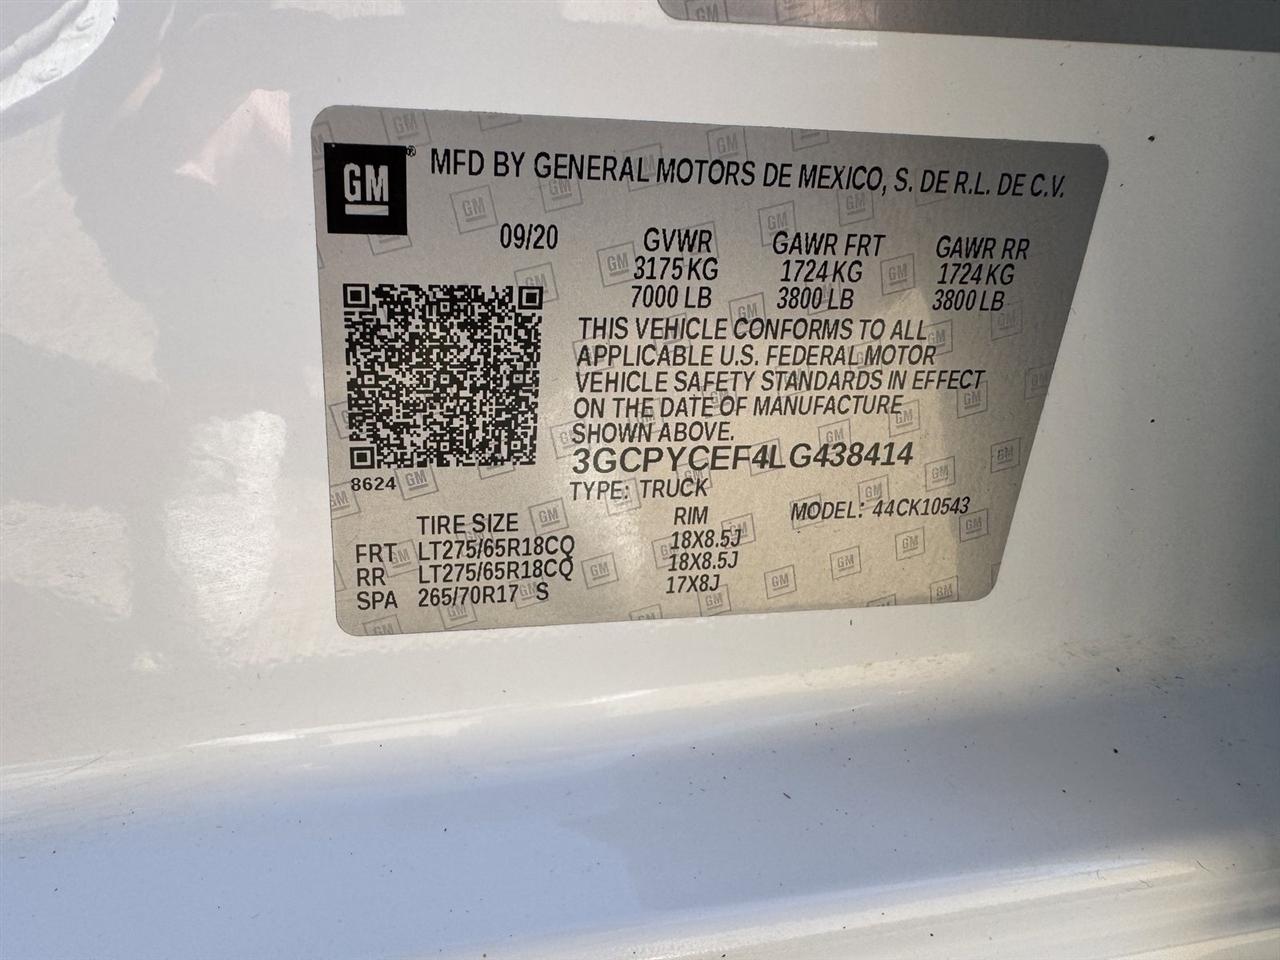 GM® MFD BY GENERAL MOTORS DE MEXICO, S. DE R.L. DE C.V.
09/20 GVWR GAWR FRT GAWR RR
3175 KG 1724 KG 1724 KG
7000 LB 3800 LB 3800 LB
THIS VEHICLE CONFORMS TO ALL
APPLICABLE U.S. FEDERAL MOTOR
VEHICLE SAFETY STANDARDS IN EFFECT
ON THE DATE OF MANUFACTURE
SHOWN ABOVE.
3GCPYCEF4LG438414
8624
TYPE: TRUCK MODEL: 44CK10543
TIRE SIZE RIM
FRT LT275/65R18CQ 18X8.5J
RR LT275/65R18CQ 18X8.5J
SPA 265/70R17 S 17X8J